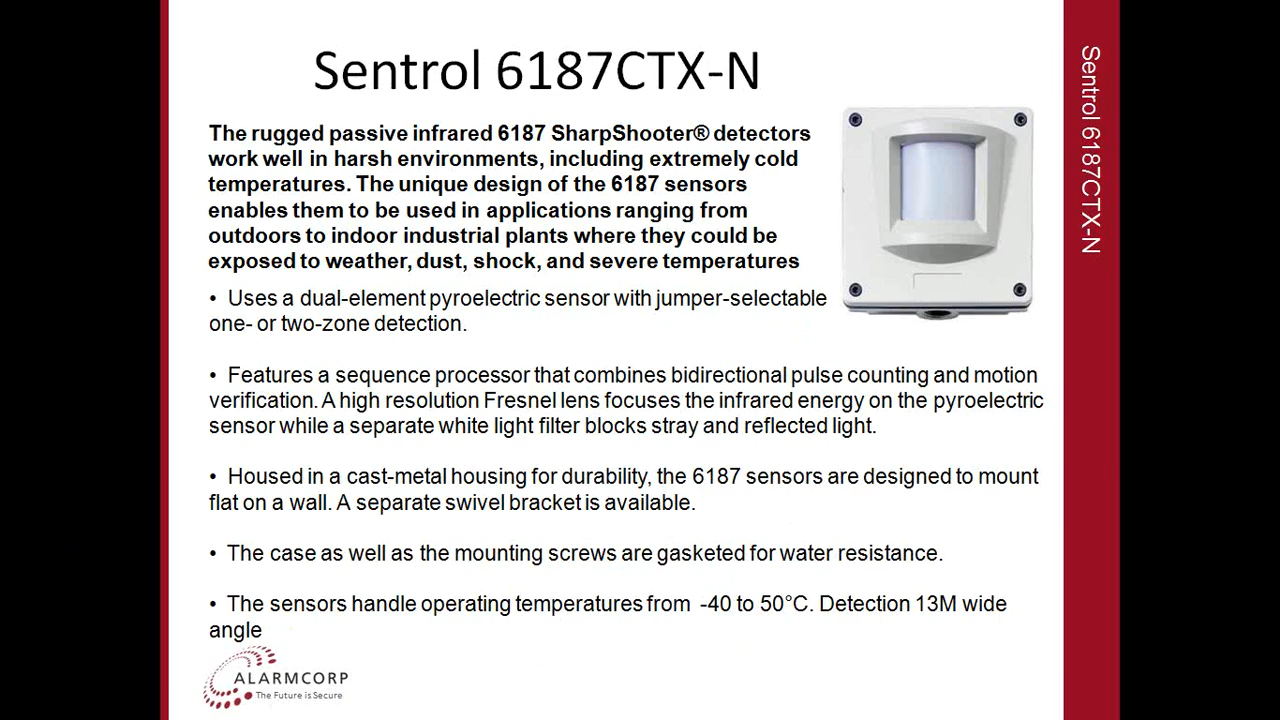 Sentrol 6187CTX-N
The rugged passive infrared 6187 SharpShooter® detectors
work well in harsh environments, including extremely cold
temperatures. The unique design of the 6187 sensors
enables them to be used in applications ranging from
outdoors to indoor industrial plants where they could be
exposed to weather, dust, shock, and severe temperatures
• Uses a dual-element pyroelectric sensor with jumper-selectable
one- or two-zone detection.
• Features a sequence processor that combines bidirectional pulse counting and motion
verification. A high resolution Fresnel lens focuses the infrared energy on the pyroelectric
sensor while a separate white light filter blocks stray and reflected light.
• Housed in a cast-metal housing for durability, the 6187 sensors are designed to mount
flat on a wall. A separate swivel bracket is available.
• The case as well as the mounting screws are gasketed for water resistance.
• The sensors handle operating temperatures from -40 to 50°C. Detection 13M wide
angle
ALARMCORP
The Future is Secure
Sentrol 6187CTX-N